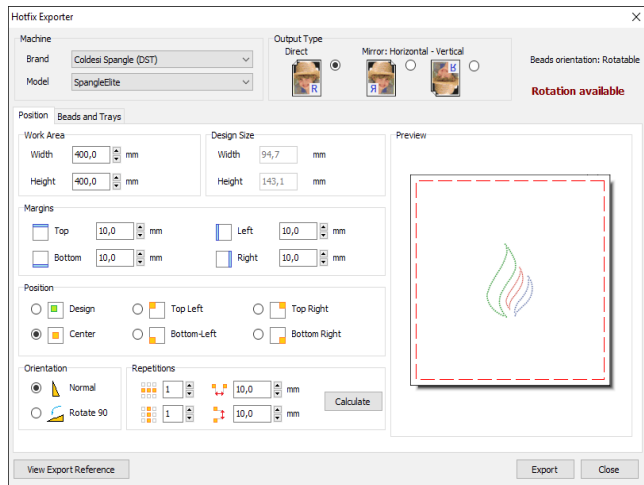 Hotfix Exporter
Machine
Brand Coldesi Spangle (DST)
Model SpangleElite
Output Type
Direct Mirror: Horizontal - Vertical
R R R
Beads orientation: Rotatable
Rotation available
Position Beads and Trays
Work Area
Width 400,0 mm
Height 400,0 mm
Design Size
Width 94,7 mm
Height 143,1 mm
Margins
Top 10,0 mm Left 10,0 mm
Bottom 10,0 mm Right 10,0 mm
Position
Design Top Left Top Right
Center Bottom-Left Bottom Right
Orientation
Normal
Rotate 90
Repetitions
1 10,0 mm
1 10,0 mm
Calculate
Preview
View Export Reference Export Close